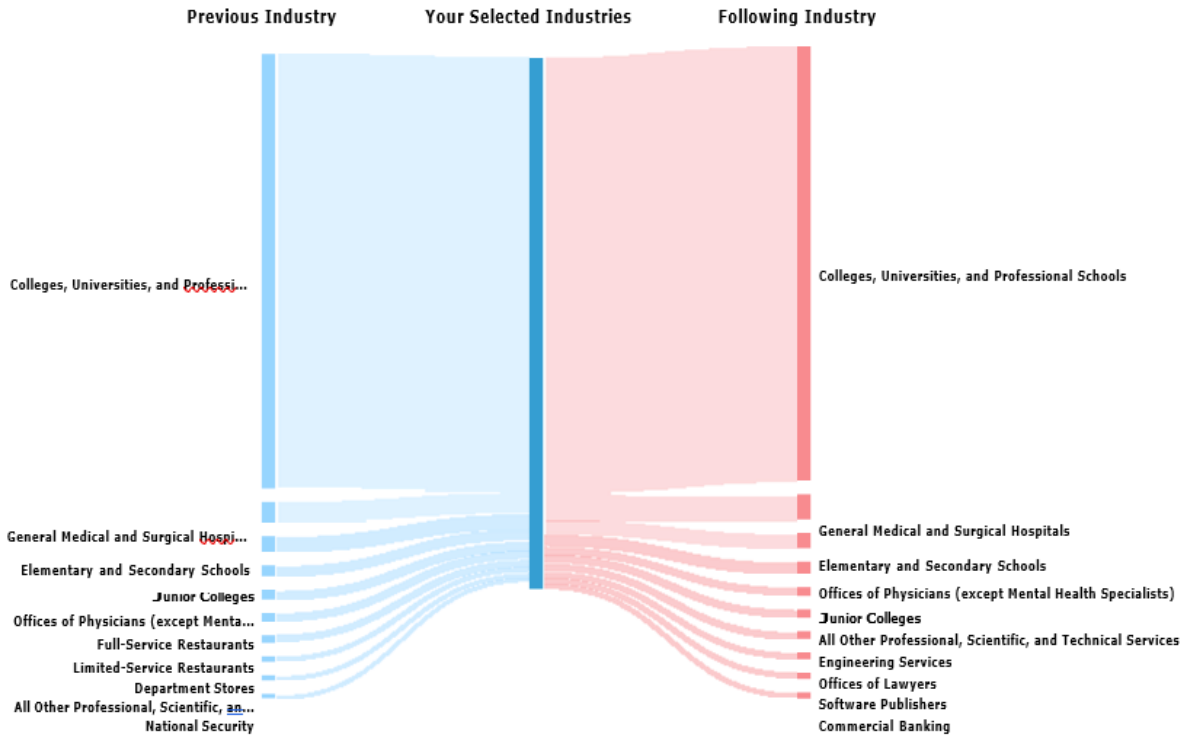 Previous Industry
Your Selected Industries
Following Industry
Colleges, Universities, and Professi...
General Medical and Surgical Hospi...
Elementary and Secondary Schools
Junior Colleges
Offices of Physicians (except Menta...
Full-Service Restaurants
Limited-Service Restaurants
Department Stores
All Other Professional, Scientific, an...
National Security
Colleges, Universities, and Professional Schools
General Medical and Surgical Hospitals
Elementary and Secondary Schools
Offices of Physicians (except Mental Health Specialists)
Junior Colleges
All Other Professional, Scientific, and Technical Services
Engineering Services
Offices of Lawyers
Software Publishers
Commercial Banking